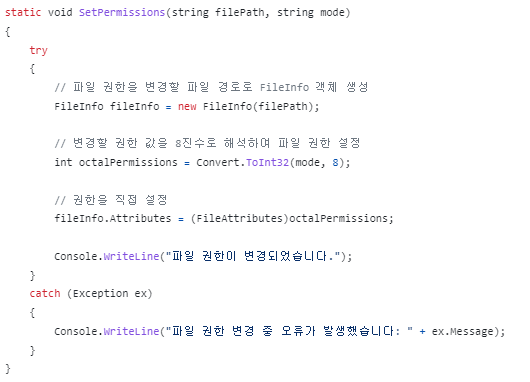 static void SetPermissions(string filePath, string mode)
{
    try
    {
        // 파일 권한을 변경할 파일 경로로 FileInfo 객체 생성
        FileInfo fileInfo = new FileInfo(filePath);

        // 변경할 권한 값을 8진수로 해석하여 파일 권한 설정
        int octalPermissions = Convert.ToInt32(mode, 8);

        // 권한을 직접 설정
        fileInfo.Attributes = (FileAttributes)octalPermissions;

        Console.WriteLine("파일 권한이 변경되었습니다.");
    }
    catch (Exception ex)
    {
        Console.WriteLine("파일 권한 변경 중 오류가 발생했습니다: " + ex.Message);
    }
}